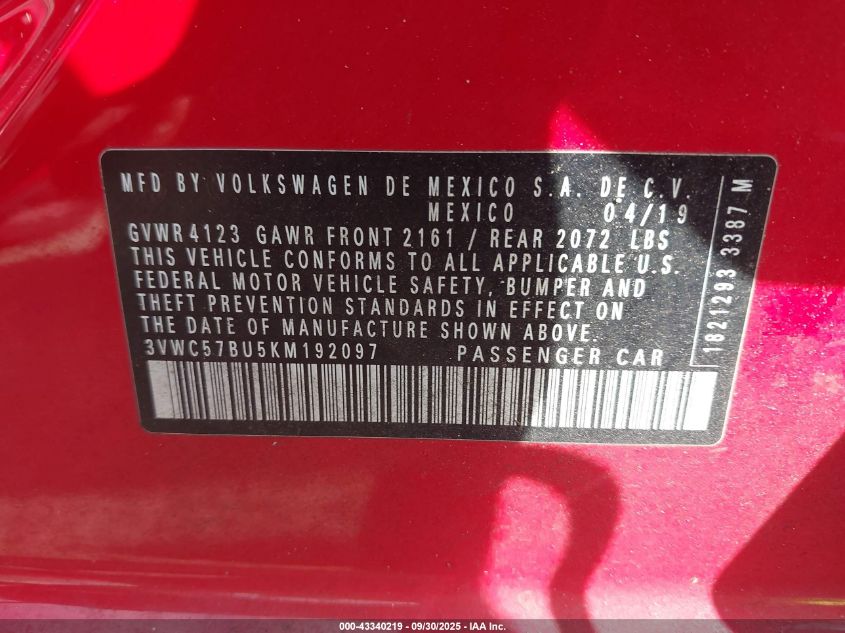 MFD BY VOLKSWAGEN DE MEXICO S.A. DE C.V.
MEXICO 04/19
GVWR 4123 GAWR FRONT 2161 / REAR 2072 LBS
THIS VEHICLE CONFORMS TO ALL APPLICABLE U.S.
FEDERAL MOTOR VEHICLE SAFETY, BUMPER AND
THEFT PREVENTION STANDARDS IN EFFECT ON
THE DATE OF MANUFACTURE SHOWN ABOVE.
3VWC57BU5KM192097 PASSENGER CAR
1821293 3387 M
000-43340219 - 09/30/2025 - IAA Inc.